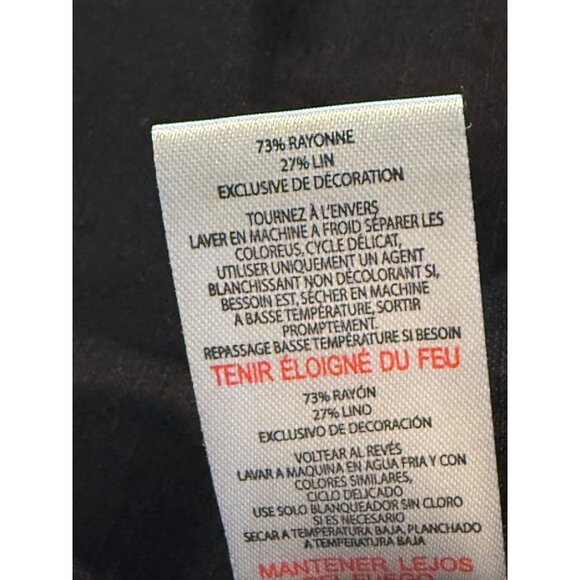 73% RAYONNE
27% LIN
EXCLUSIVE DE DÉCORATION
TOURNEZ À L'ENVERS
LAVER EN MACHINE A FROID SÉPARER LES
COLOREUS, CYCLE DÉLICAT,
UTILISER UNIQUEMENT UN AGENT
BLANCHISSANT NON DÉCOLORANT SI,
BESOIN EST, SÉCHER EN MACHINE
A BASSE TEMPÉRATURE, SORTIR
PROMPTEMENT.
REPASSAGE BASSE TEMPÉRATURE SI BESOIN
TENIR ÉLOIGNÉ DU FEU
73% RAYÓN
27% LINO
EXCLUSIVO DE DECORACIÓN
VOLTEAR AL REVÉS
LAVAR A MAQUINA EN AGUA FRIA Y CON
COLORES SIMILARES,
CICLO DELICADO
USE SOLO BLANQUEADOR SIN CLORO
SI ES NECESARIO
SECAR A TEMPERATURA BAJA, PLANCHADO
A TEMPERATURA BAJA
MANTENER LEJOS
DEL FUEGO